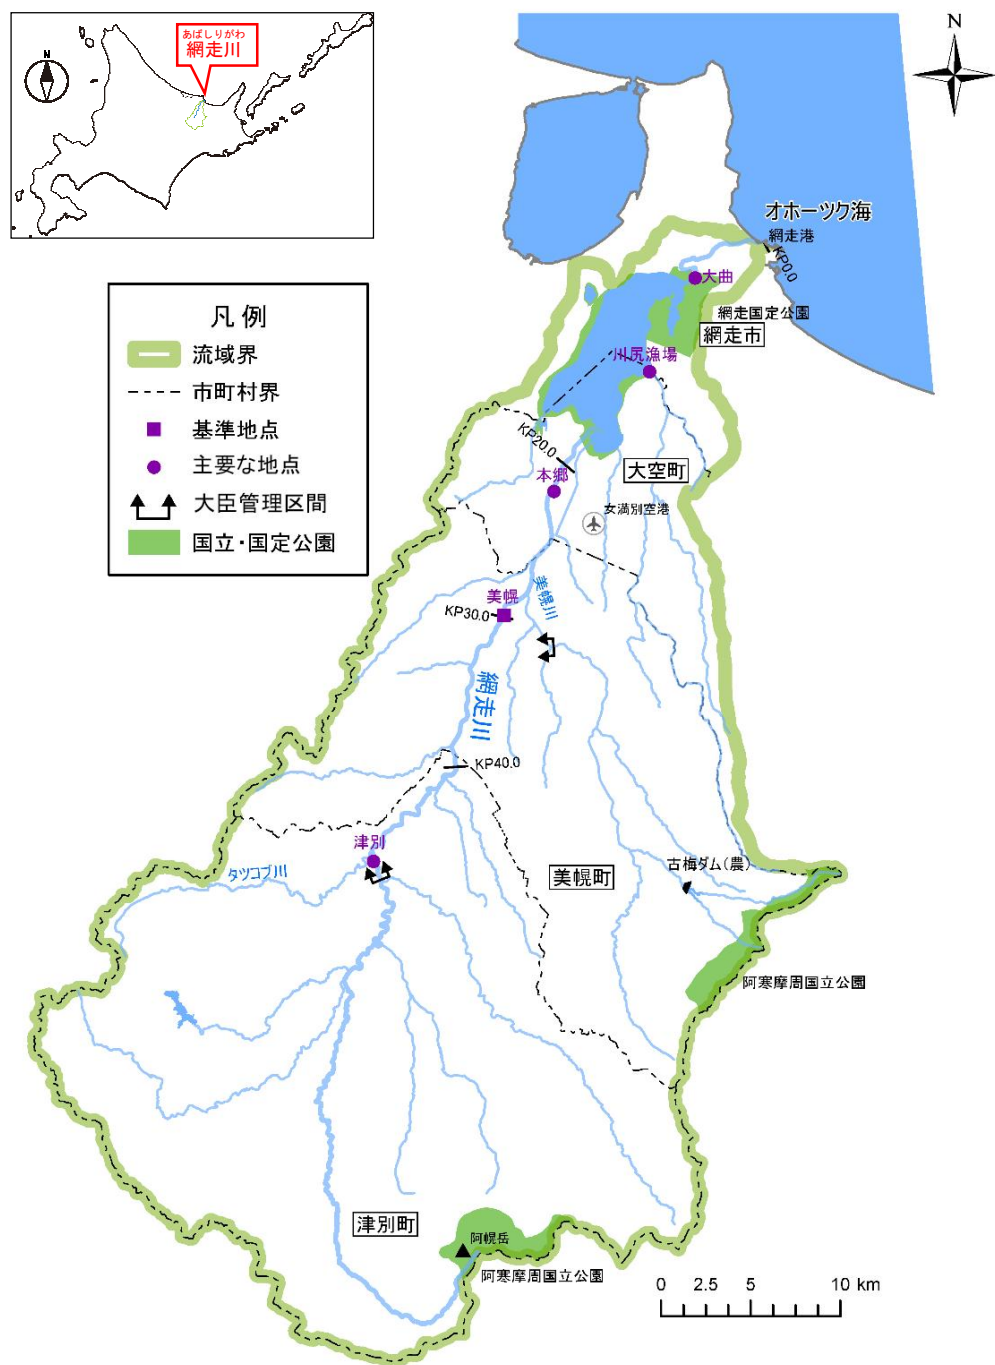 あばしりがわ
網走川
N
N
オホーツク海
網走港
KP0.0
大曲
網走国定公園
網走市
川尻漁場
凡例
流域界
市町村界
基準地点
主要な地点
大臣管理区間
国立・国定公園
KP20.0
大空町
本郷
女満別空港
美幌川
美幌
KP30.0
網走川
KP40.0
津別
タツコブ川
古梅ダム(農)
美幌町
阿寒摩周国立公園
津別町
阿幌岳
阿寒摩周国立公園
0 2.5 5 10 km